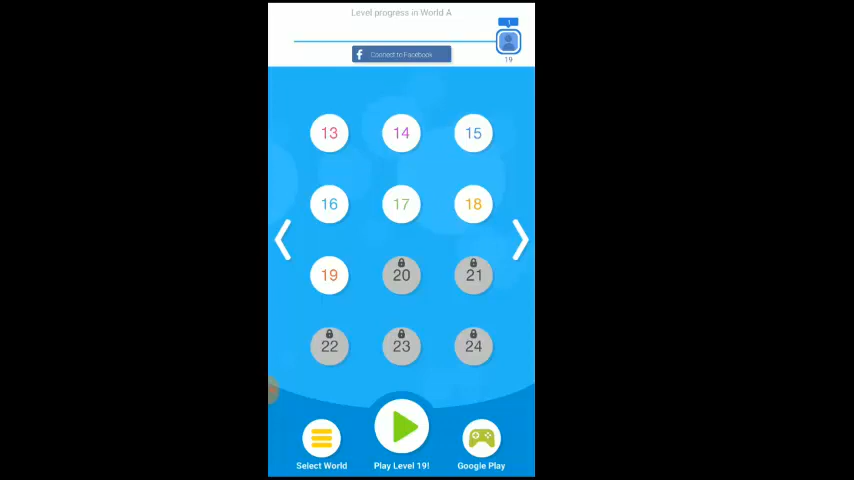 Level progress in World A
1
Connect to Facebook
19
13 14 15
16 17 18
19 20 21
22 23 24
Select World Play Level 19! Google Play